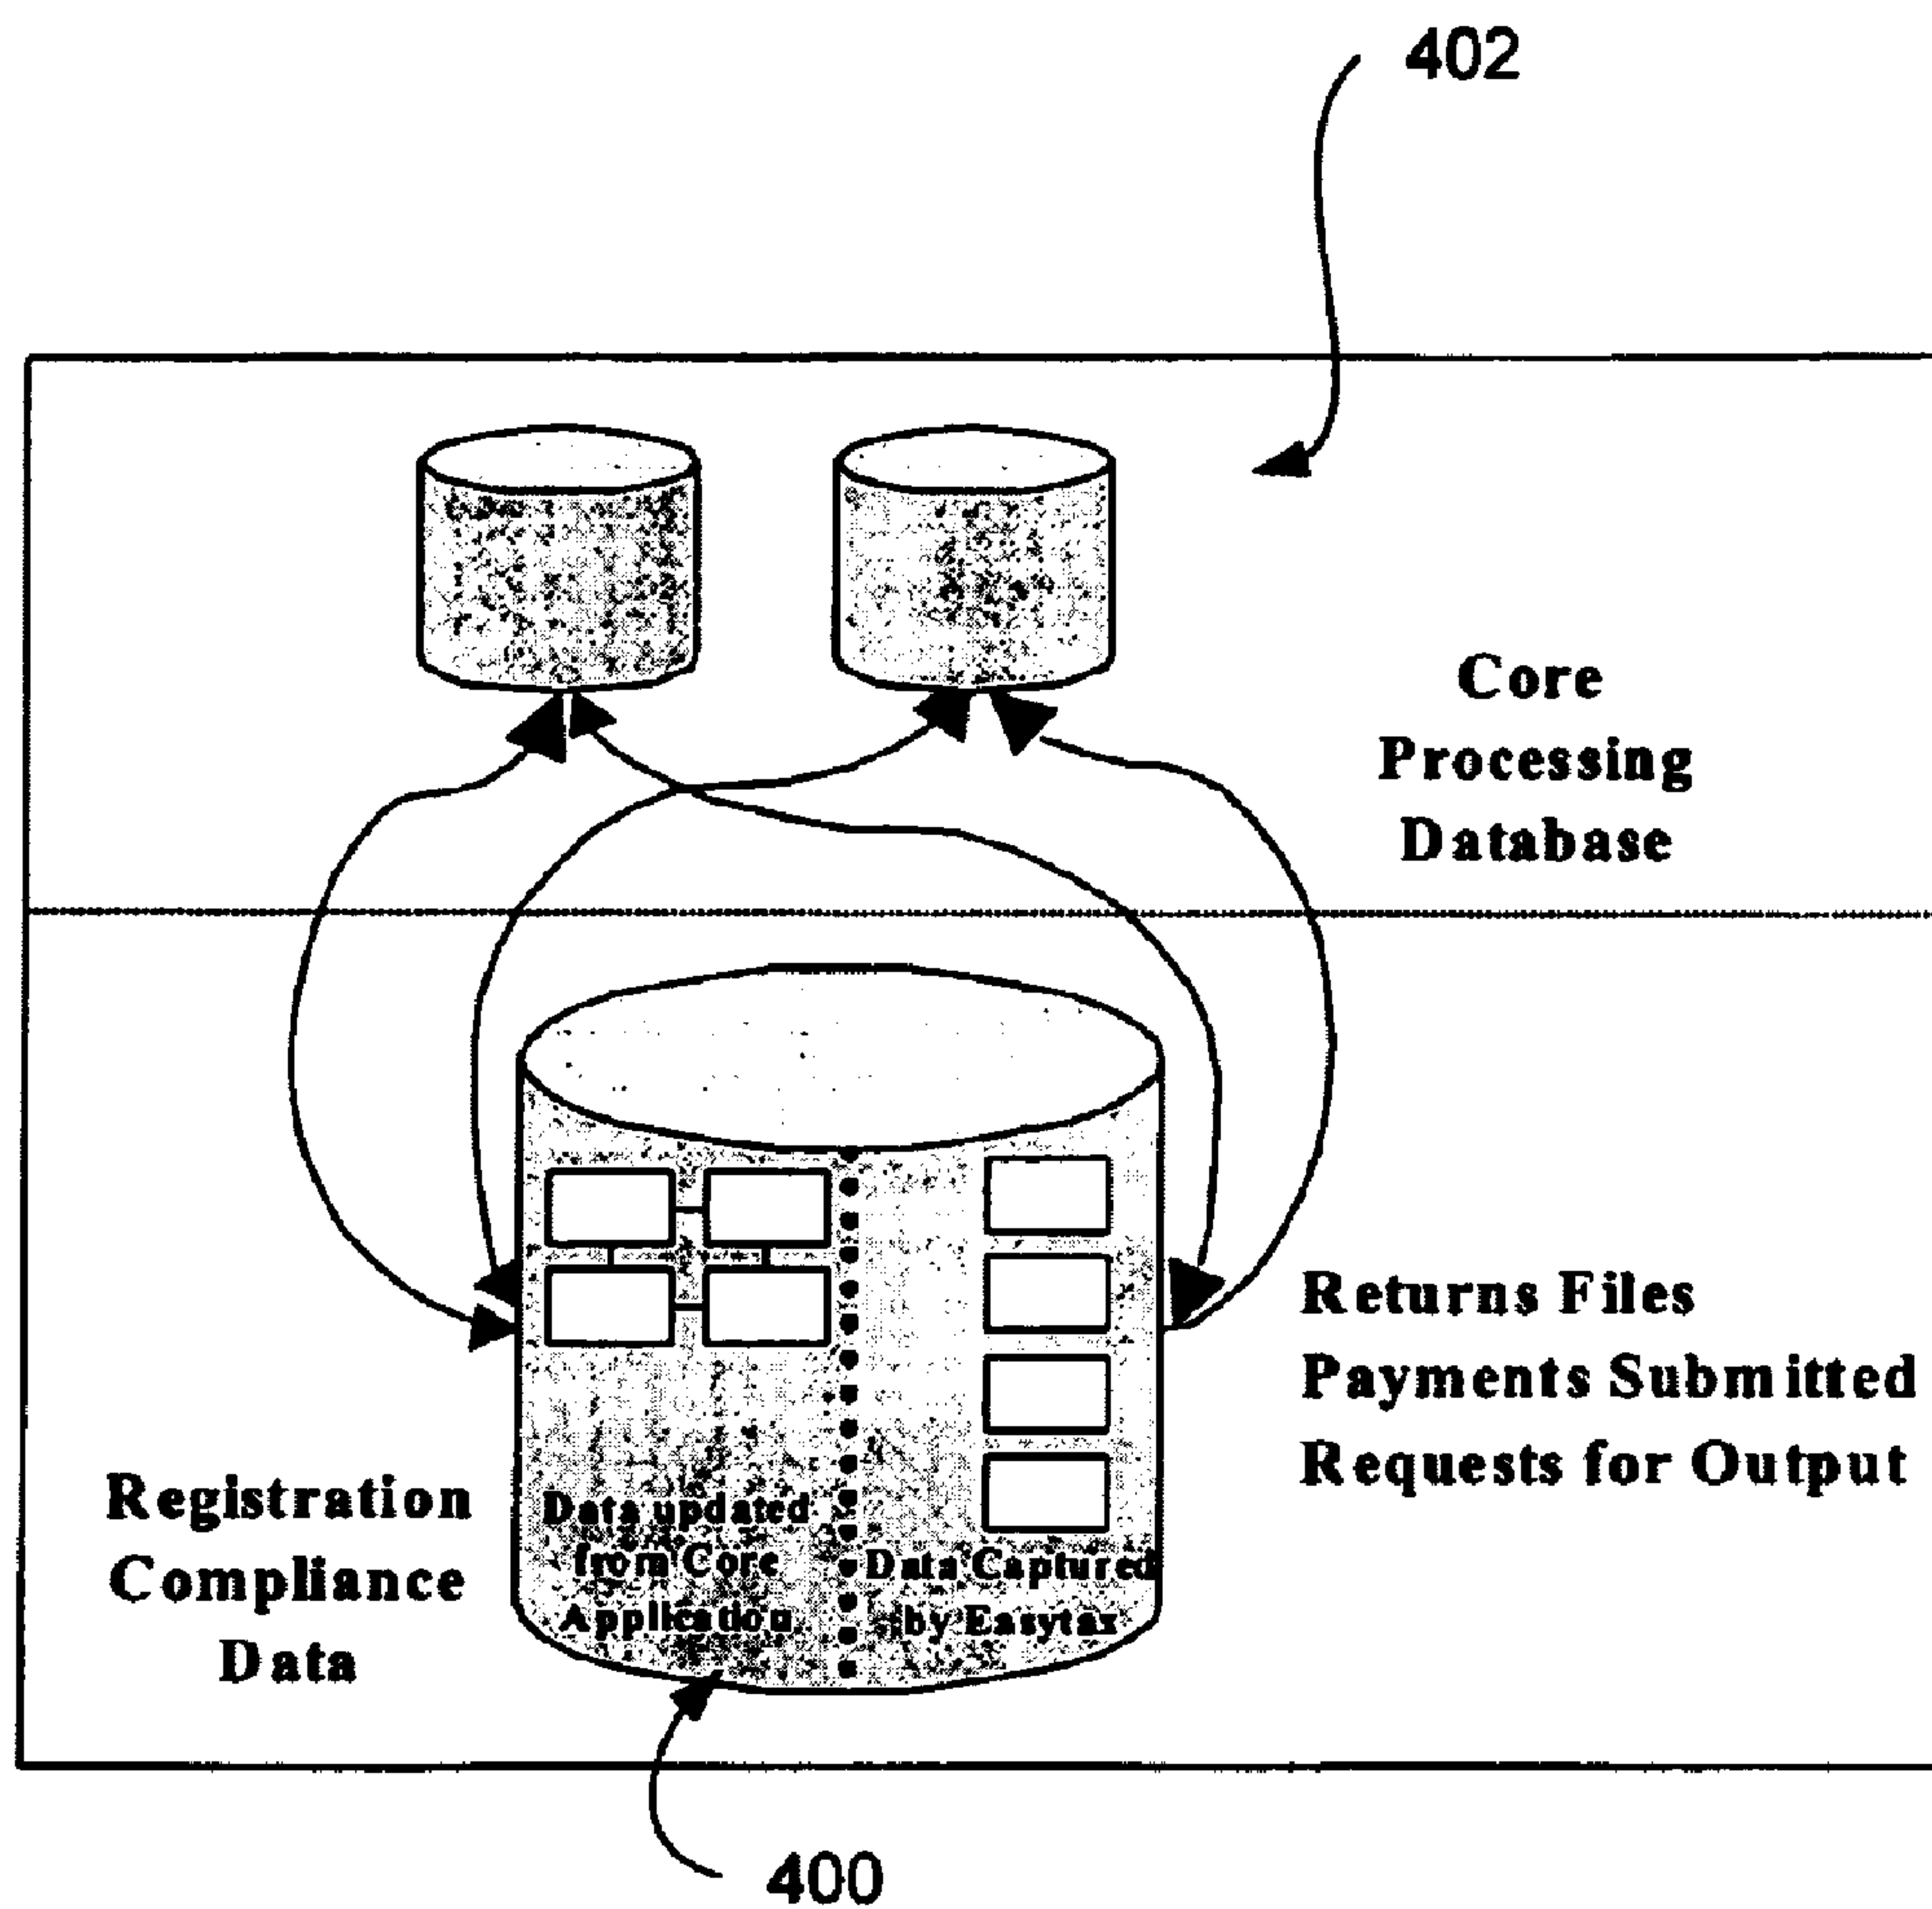 402
Core
Processing
Database
Returns Files
Payments Submitted
Requests for Output
Registration
Compliance
Data
Data updated
from Core
Application
Data Captured
by Easytax
400